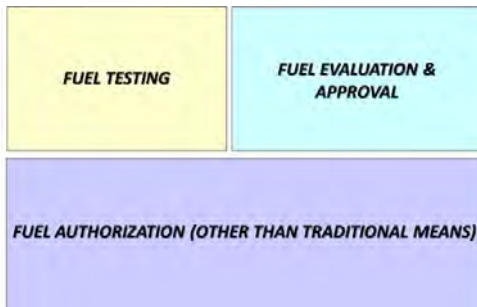 FUEL TESTING
FUEL EVALUATION &
APPROVAL
FUEL AUTHORIZATION (OTHER THAN TRADITIONAL MEANS)